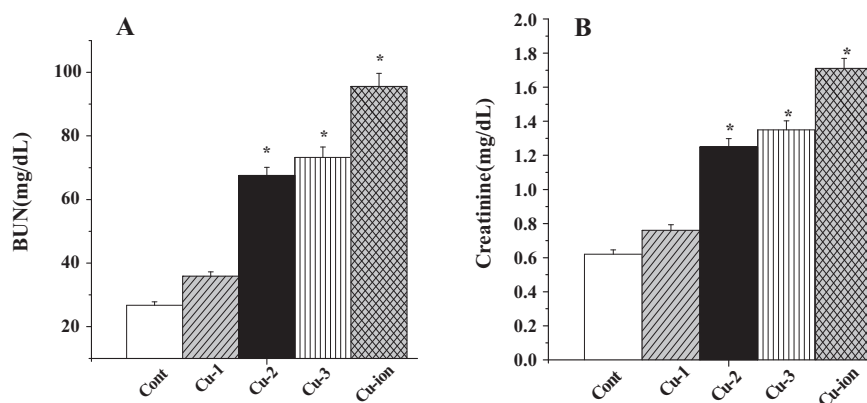 A
BUN(mg/dL)
100
80
60
40
20
* * *
Cont Cu-1 Cu-2 Cu-3 Cu-ion
B
Creatinine(mg/dL)
2.0
1.8
1.6
1.4
1.2
1.0
0.8
0.6
0.4
0.2
0.0
* * *
Cont Cu-1 Cu-2 Cu-3 Cu-ion